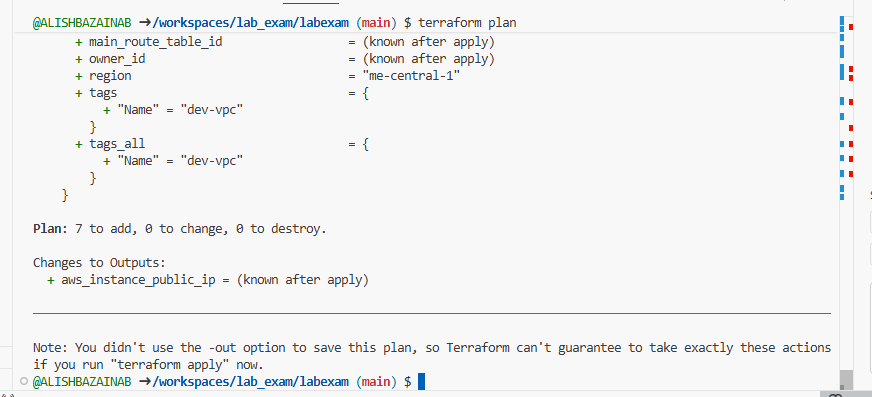 @ALISHBAZAINAB ➜/workspaces/lab_exam/labexam (main) $ terraform plan
+ main_route_table_id = (known after apply)
+ owner_id = (known after apply)
+ region = "me-central-1"
+ tags = {
+ "Name" = "dev-vpc"
}
+ tags_all = {
+ "Name" = "dev-vpc"
}
}
Plan: 7 to add, 0 to change, 0 to destroy.
Changes to Outputs:
+ aws_instance_public_ip = (known after apply)
Note: You didn't use the -out option to save this plan, so Terraform can't guarantee to take exactly these actions
if you run "terraform apply" now.
@ALISHBAZAINAB ➜/workspaces/lab_exam/labexam (main) $